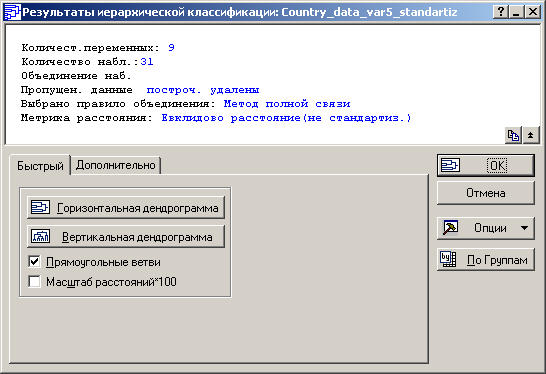 Результаты иерархической классификации: Country_data_var5_standartiz
Количест.переменных: 9
Количество набл.:31
Объединение наб.
Пропущен. данные построч. удалены
Выбрано правило объединения: Метод полной связи
Метрика расстояния: Евклидово расстояние(не стандартиз.)
Быстрый Дополнительно
Горизонтальная дендрограмма
Вертикальная дендрограмма
Прямоугольные ветви
Масштаб расстояний*100
OK
Отмена
Опции
По Группам